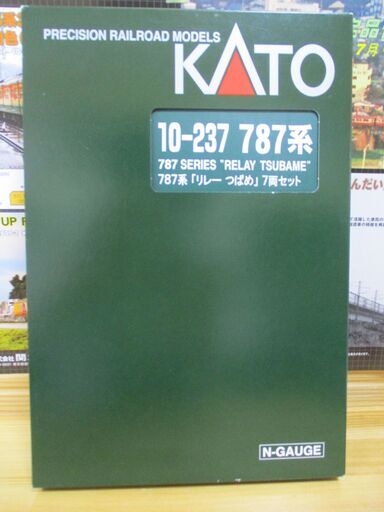 PRECISION RAILROAD MODELS
KATO
10-237 787系
787 SERIES "RELAY TSUBAME"
787系「リレー つばめ」7両セット
N-GAUGE